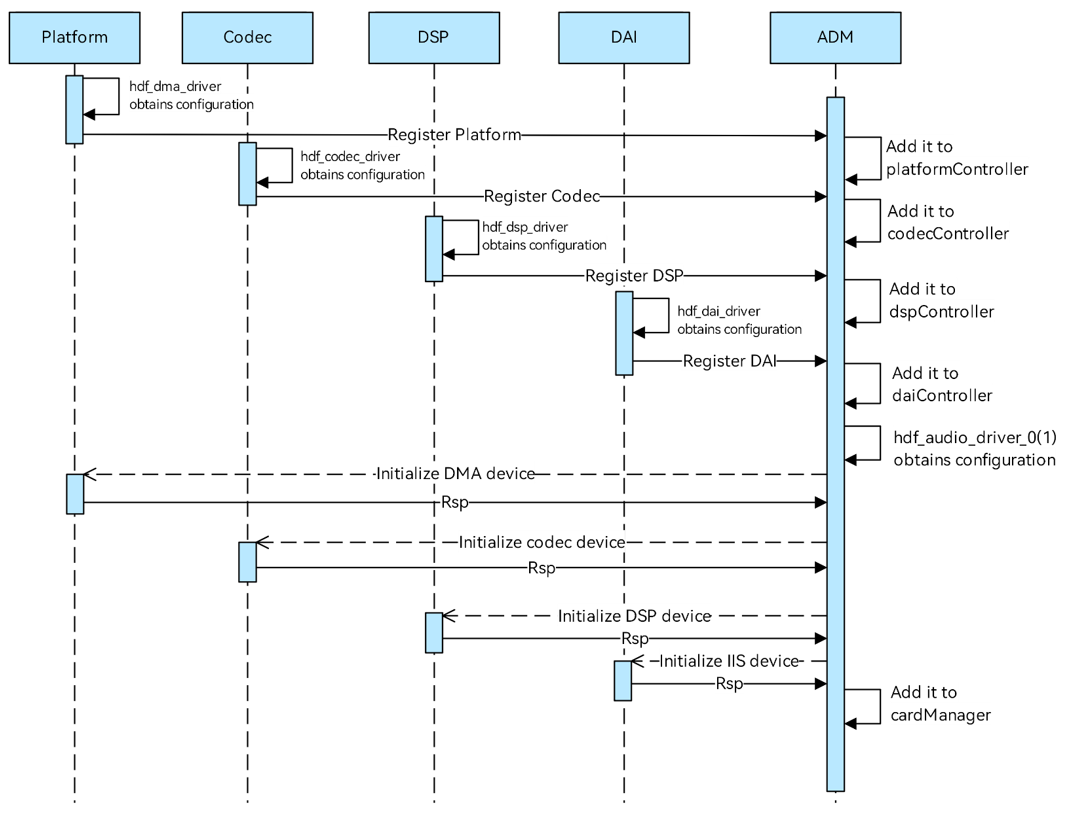 Platform
Codec
DSP
DAI
ADM
hdf_dma_driver
obtains configuration
Register Platform
Add it to
platformController
hdf_codec_driver
obtains configuration
Register Codec
Add it to
codecController
hdf_dsp_driver
obtains configuration
Register DSP
Add it to
dspController
hdf_dai_driver
obtains configuration
Register DAI
Add it to
daiController
hdf_audio_driver_0(1)
obtains configuration
Initialize DMA device
Rsp
Initialize codec device
Rsp
Initialize DSP device
Rsp
Initialize IIS device
Rsp
Add it to
cardManager